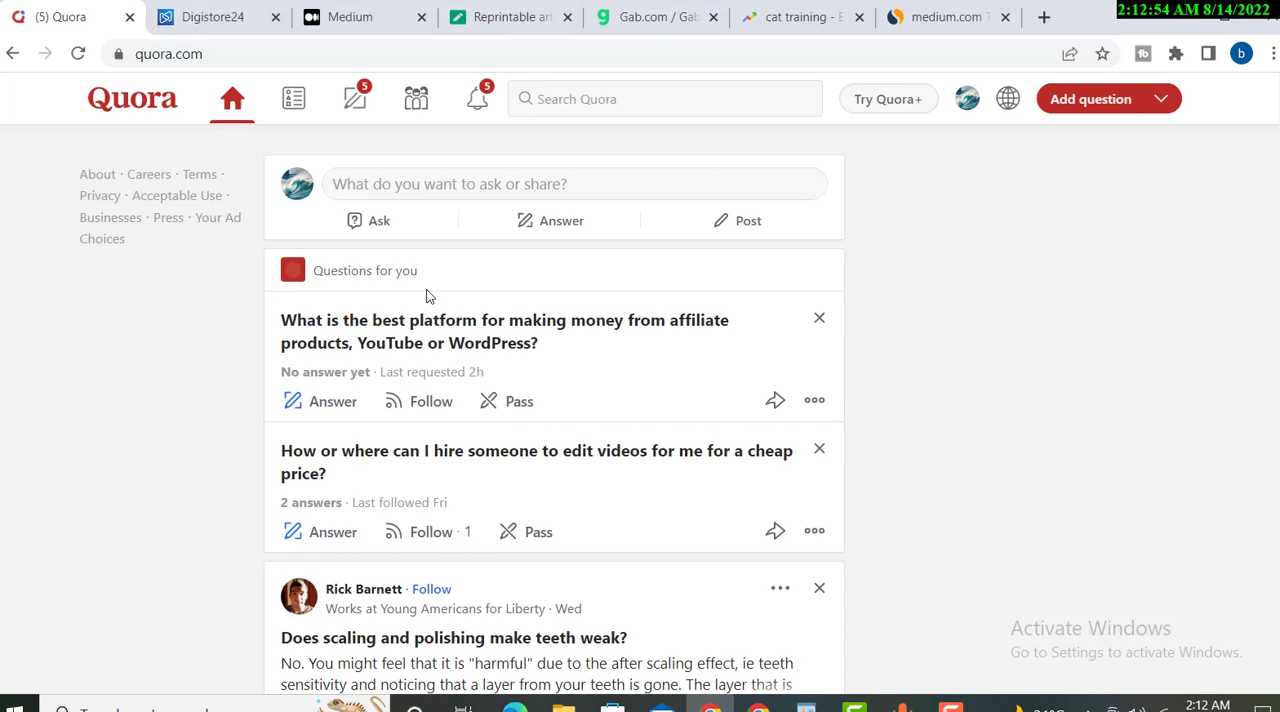 2:12:54 AM 8/14/2022
(5) Quora
Digistore24
Medium
Reprintable an
Gab.com / Gab
cat training - E
medium.com T
quora.com
Quora
5
5
Search Quora
Try Quora+
Add question
About · Careers · Terms ·
Privacy · Acceptable Use ·
Businesses · Press · Your Ad
Choices
What do you want to ask or share?
Ask
Answer
Post
Questions for you
What is the best platform for making money from affiliate
products, YouTube or WordPress?
No answer yet · Last requested 2h
Answer
Follow
Pass
How or where can I hire someone to edit videos for me for a cheap
price?
2 answers · Last followed Fri
Answer
Follow · 1
Pass
Rick Barnett · Follow
Works at Young Americans for Liberty · Wed
Does scaling and polishing make teeth weak?
No. You might feel that it is "harmful" due to the after scaling effect, ie teeth
sensitivity and noticing that a layer from your teeth is gone. The layer that is
Activate Windows
Go to Settings to activate Windows.
2:12 AM